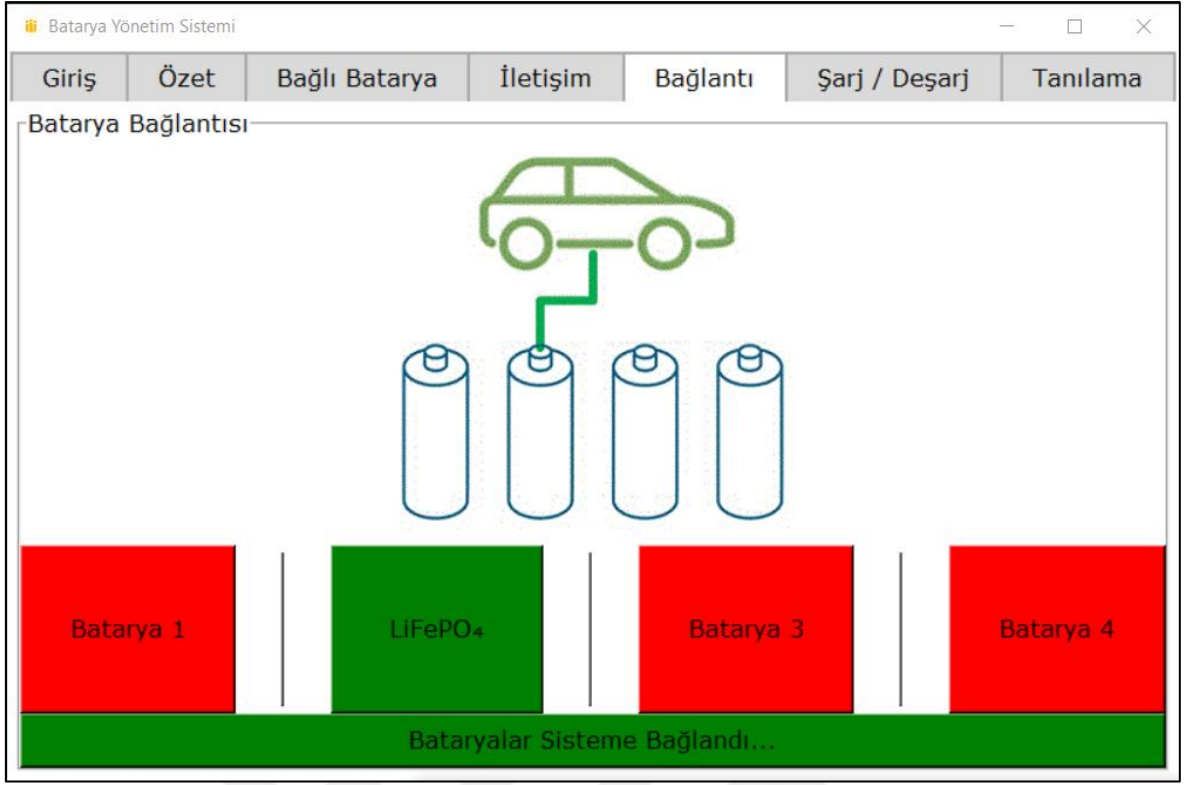 Batarya Yönetim Sistemi
Giriş Özet Bağlı Batarya İletişim Bağlantı Şarj / Deşarj Tanılama
Batarya Bağlantısı
Batarya 1 LiFePO₄ Batarya 3 Batarya 4
Bataryalar Sisteme Bağlandı...